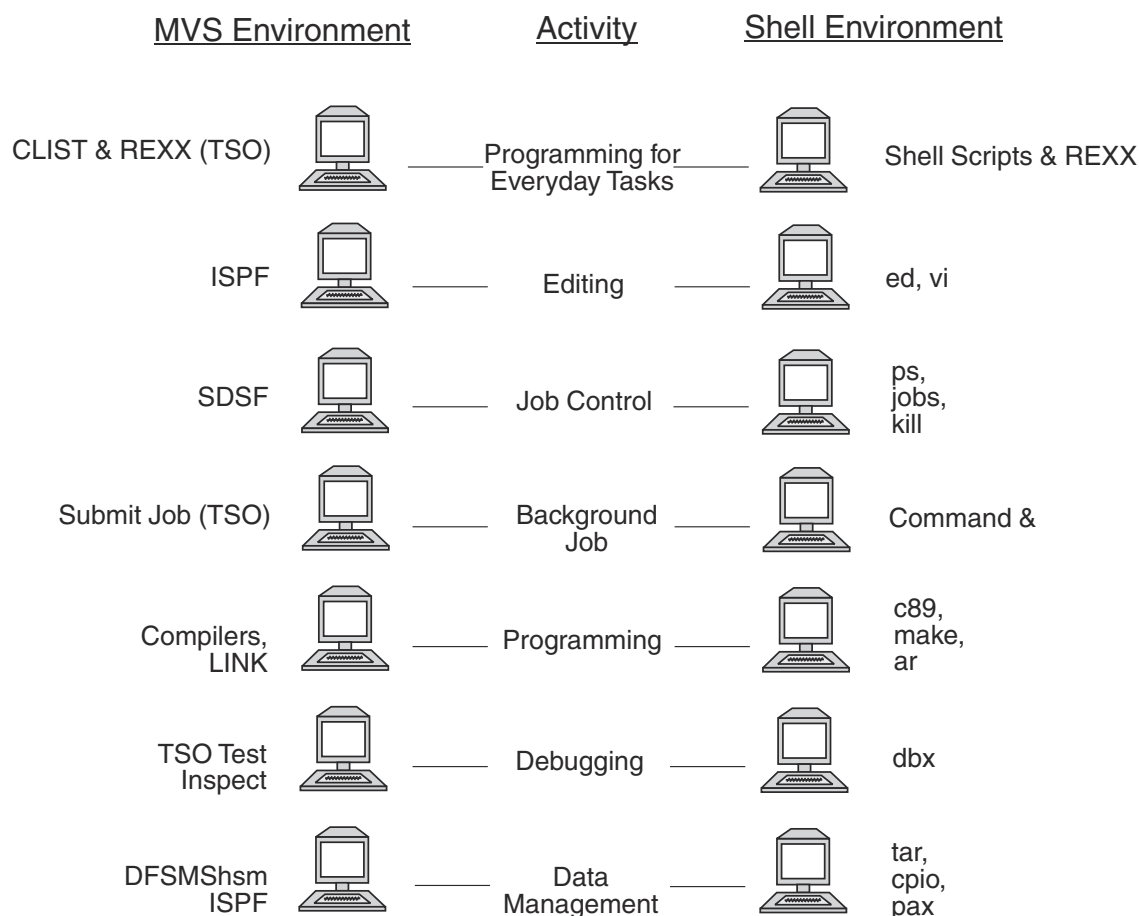 MVS Environment Activity Shell Environment
CLIST & REXX (TSO)
Programming for
Everyday Tasks
Shell Scripts & REXX
ISPF
Editing
ed, vi
SDSF
Job Control
ps,
jobs,
kill
Submit Job (TSO)
Background
Job
Command &
Compilers,
LINK
Programming
c89,
make,
ar
TSO Test
Inspect
Debugging
dbx
DFSMShsm
ISPF
Data
Management
tar,
cpio,
pax